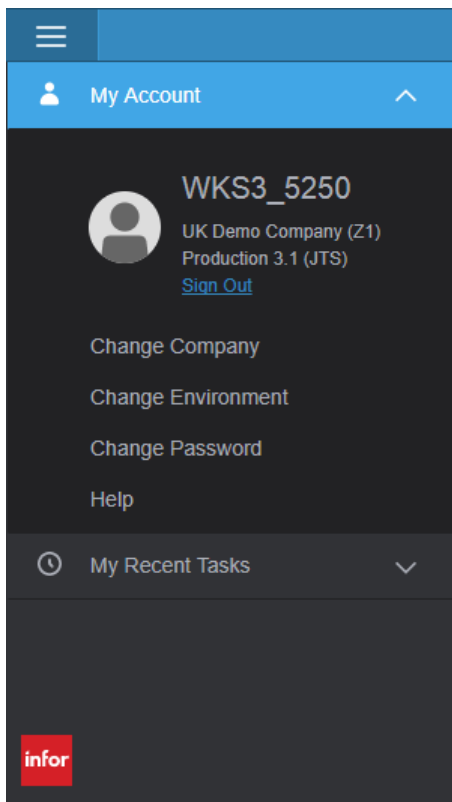 My Account
WKS3_5250
UK Demo Company (Z1)
Production 3.1 (JTS)
Sign Out
Change Company
Change Environment
Change Password
Help
My Recent Tasks
infor